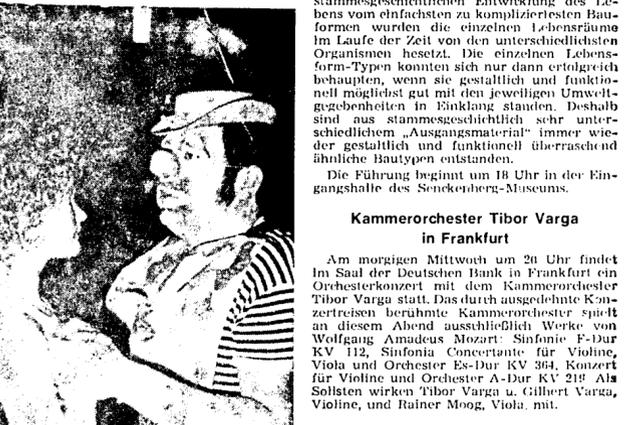 stammesgeschichtlichen Entwicklung des Le-
bens vom einfachsten zu kompliziertesten Bau-
formen wurden die einzelnen Lebensräume
im Laufe der Zeit von den unterschiedlichsten
Organismen besetzt. Die einzelnen Lebens-
form-Typen konnten sich nur dann erfolgreich
behaupten, wenn sie gestaltlich und funktio-
nell möglichst gut mit den jeweiligen Umwelt-
gegebenheiten in Einklang standen. Deshalb
sind aus stammesgeschichtlich sehr unter-
schiedlichem „Ausgangsmaterial“ immer wie-
der gestaltlich und funktionell überraschend
ähnliche Bautypen entstanden.
Die Führung beginnt um 18 Uhr in der Ein-
gangshalle des Senckenberg-Museums.
Kammerorchester Tibor Varga
in Frankfurt
Am morgigen Mittwoch um 20 Uhr findet
im Saal der Deutschen Bank in Frankfurt ein
Orchesterkonzert mit dem Kammerorchester
Tibor Varga statt. Das durch ausgedehnte Kon-
zertreisen berühmte Kammerorchester spielt
an diesem Abend ausschließlich Werke von
Wolfgang Amadeus Mozart: Sinfonie F-Dur
KV 112, Sinfonia Concertante für Violine,
Viola und Orchester Es-Dur KV 364, Konzert
für Violine und Orchester A-Dur KV 219. Als
Solisten wirken Tibor Varga u. Gilbert Varga,
Violine, und Rainer Moog, Viola, mit.